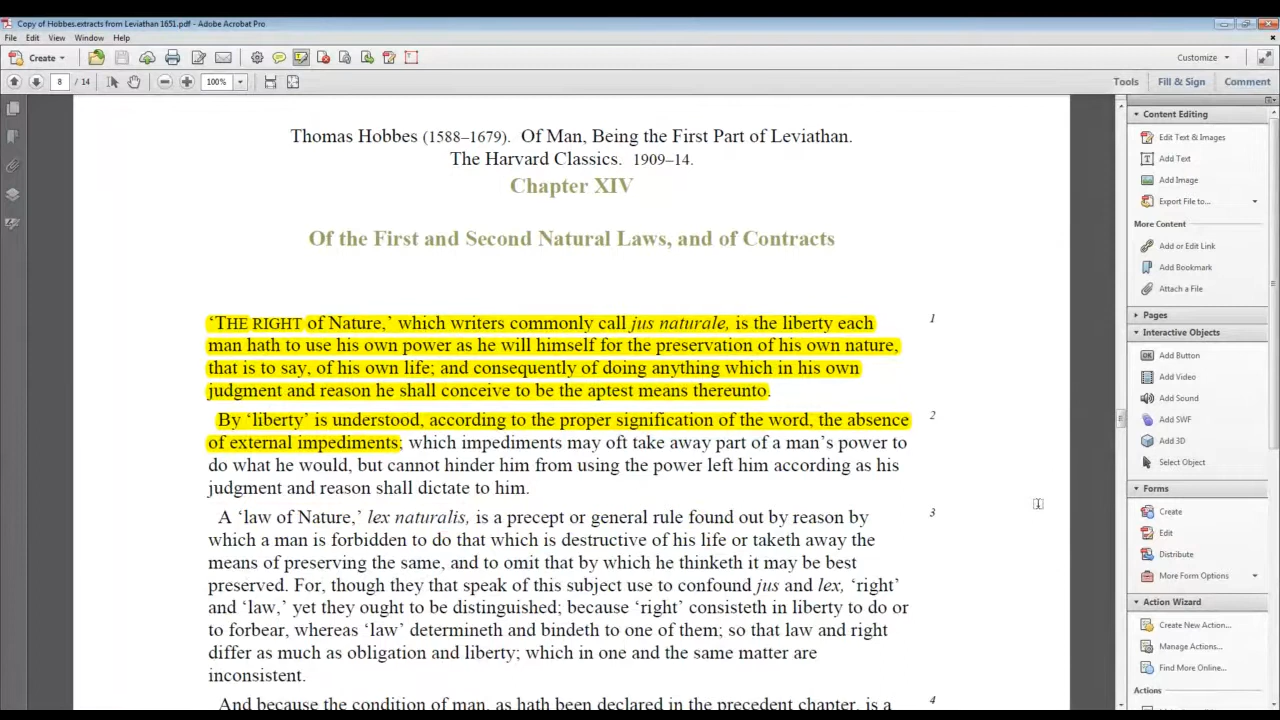 Copy of Hobbes.extracts from Leviathan 1651.pdf - Adobe Acrobat Pro
File Edit View Window Help
Create Customize
8 / 14 100% Tools Fill & Sign Comment
Thomas Hobbes (1588–1679). Of Man, Being the First Part of Leviathan.
The Harvard Classics. 1909–14.
Chapter XIV
Of the First and Second Natural Laws, and of Contracts
‘THE RIGHT of Nature,’ which writers commonly call jus naturale, is the liberty each 1
man hath to use his own power as he will himself for the preservation of his own nature,
that is to say, of his own life; and consequently of doing anything which in his own
judgment and reason he shall conceive to be the aptest means thereunto.
By ‘liberty’ is understood, according to the proper signification of the word, the absence 2
of external impediments; which impediments may oft take away part of a man’s power to
do what he would, but cannot hinder him from using the power left him according as his
judgment and reason shall dictate to him.
A ‘law of Nature,’ lex naturalis, is a precept or general rule found out by reason by 3
which a man is forbidden to do that which is destructive of his life or taketh away the
means of preserving the same, and to omit that by which he thinketh it may be best
preserved. For, though they that speak of this subject use to confound jus and lex, ‘right’
and ‘law,’ yet they ought to be distinguished; because ‘right’ consisteth in liberty to do or
to forbear, whereas ‘law’ determineth and bindeth to one of them; so that law and right
differ as much as obligation and liberty; which in one and the same matter are
inconsistent.
And because the condition of man, as hath been declared in the precedent chapter, is a 4
Content Editing
Edit Text & Images
Add Text
Add Image
Export File to...
More Content
Add or Edit Link
Add Bookmark
Attach a File
Pages
Interactive Objects
OK Add Button
Add Video
Add Sound
Add SWF
Add 3D
Select Object
Forms
Create
Edit
Distribute
More Form Options
Action Wizard
Create New Action...
Manage Actions...
Find More Online...
Actions